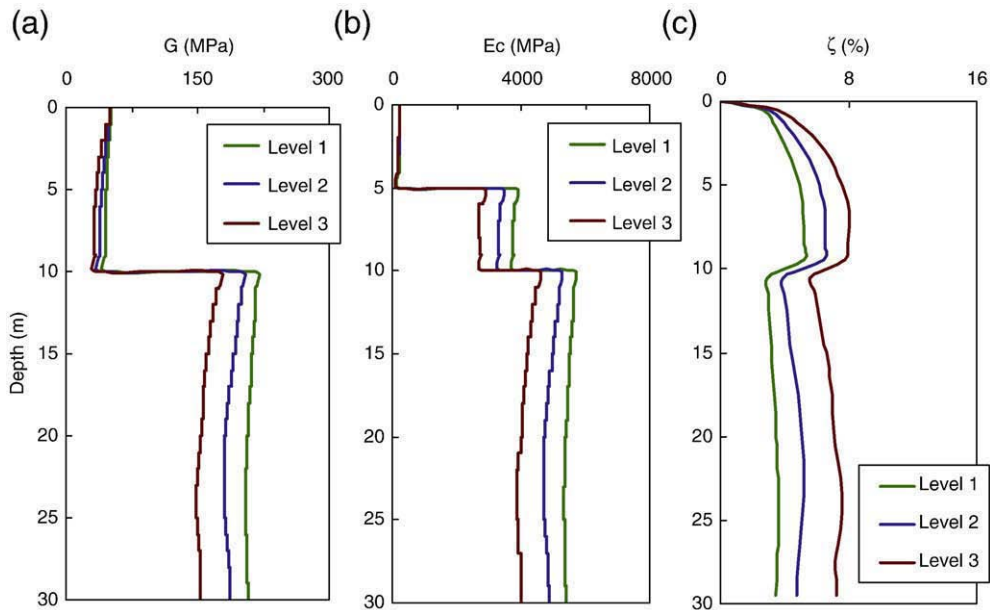 (a)
G (MPa)
0 150 300
0
5
10
15
20
25
30
Depth (m)
Level 1
Level 2
Level 3
(b)
Ec (MPa)
0 4000 8000
0
5
10
15
20
25
30
Level 1
Level 2
Level 3
(c)
ζ (%)
0 8 16
0
5
10
15
20
25
30
Level 1
Level 2
Level 3